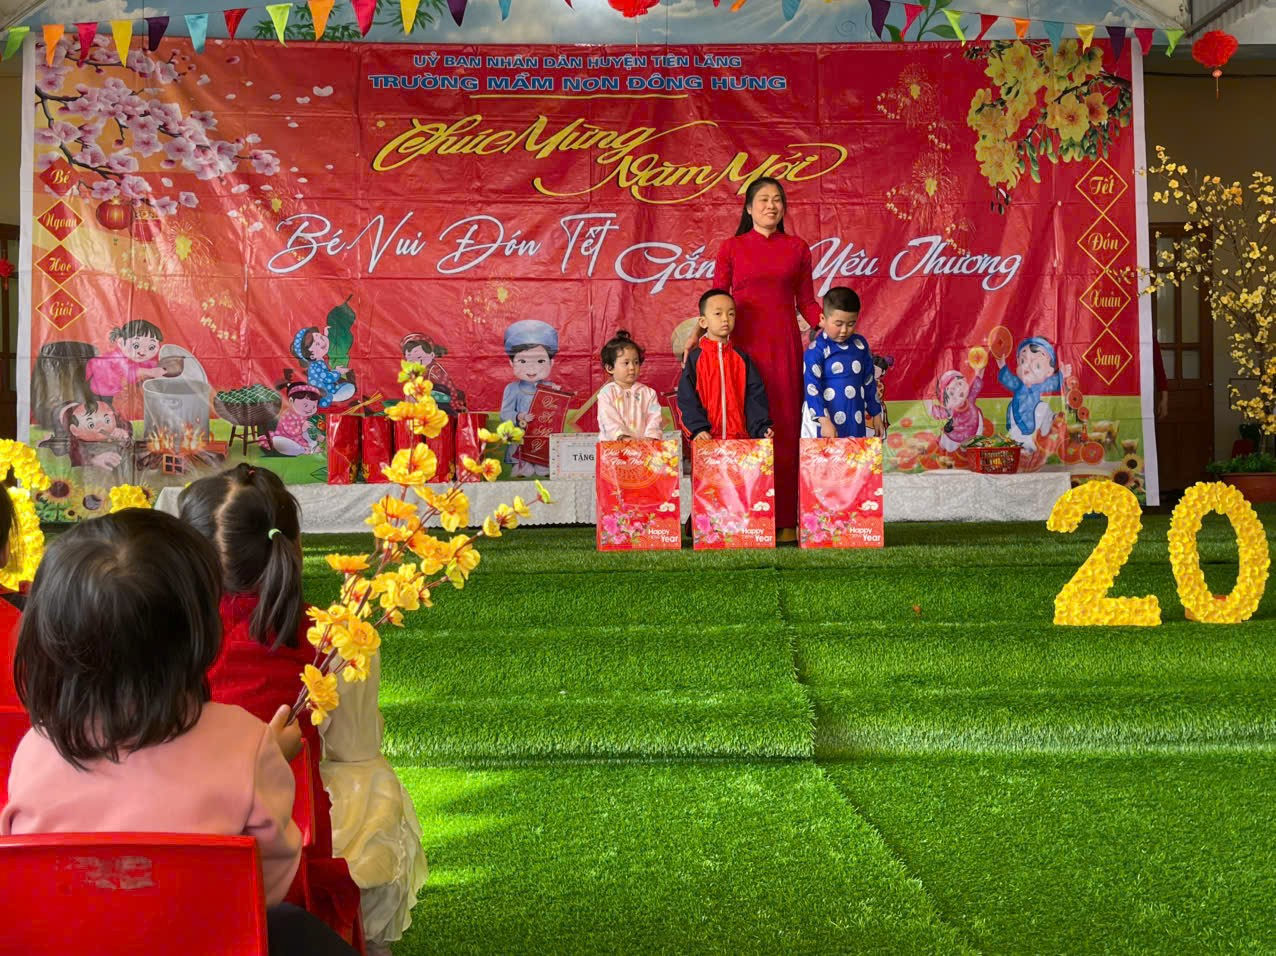 UỶ BAN NHÂN DÂN HUYỆN TIÊN LÃNG
TRƯỜNG MẦM NON ĐÔNG HƯNG
Chúc Mừng
Năm Mới
Bé Vui Đón Tết Gắn Yêu Thương
Bé
Ngoan
Học
Giỏi
Tết
Đón
Xuân
Sang
TẶNG
Happy
Year
Happy
Year
Happy
Year
20